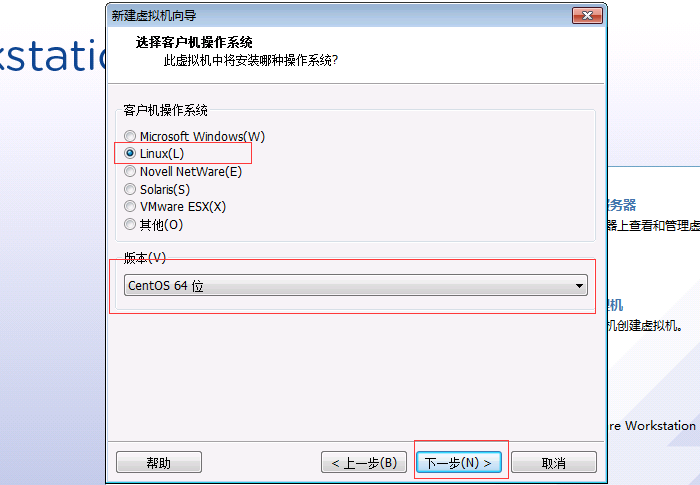 新建虚拟机向导
选择客户机操作系统
此虚拟机中将安装哪种操作系统?
客户机操作系统
Microsoft Windows(W)
Linux(L)
Novell NetWare(E)
Solaris(S)
VMware ESX(X)
其他(O)
版本(V)
CentOS 64 位
帮助
< 上一步(B)
下一步(N) >
取消
kstatio
服务器
器上查看和管理虚
机
机创建虚拟机。
re Workstation